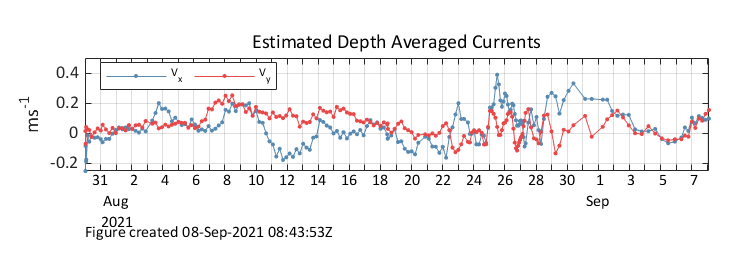 Estimated Depth Averaged Currents
Vx Vy
ms-1
0.4
0.2
0
-0.2
31 2 4 6 8 10 12 14 16 18 20 22 24 26 28 30 1 3 5 7
Aug Sep
2021
Figure created 08-Sep-2021 08:43:53Z